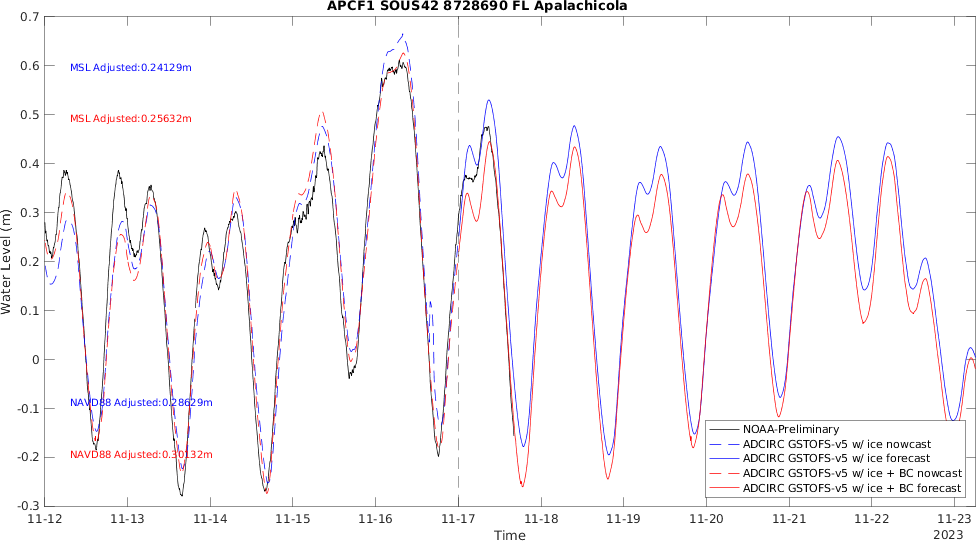 APCF1 SOUS42 8728690 FL Apalachicola
Water Level (m)
0.7
0.6
0.5
0.4
0.3
0.2
0.1
0
-0.1
-0.2
-0.3
MSL Adjusted:0.24129m
MSL Adjusted:0.25632m
NAVD88 Adjusted:0.28629m
NAVD88 Adjusted:0.30132m
NOAA-Preliminary
ADCIRC GSTOFS-v5 w/ ice nowcast
ADCIRC GSTOFS-v5 w/ ice forecast
ADCIRC GSTOFS-v5 w/ ice + BC nowcast
ADCIRC GSTOFS-v5 w/ ice + BC forecast
11-12 11-13 11-14 11-15 11-16 11-17 11-18 11-19 11-20 11-21 11-22 11-23
Time
2023